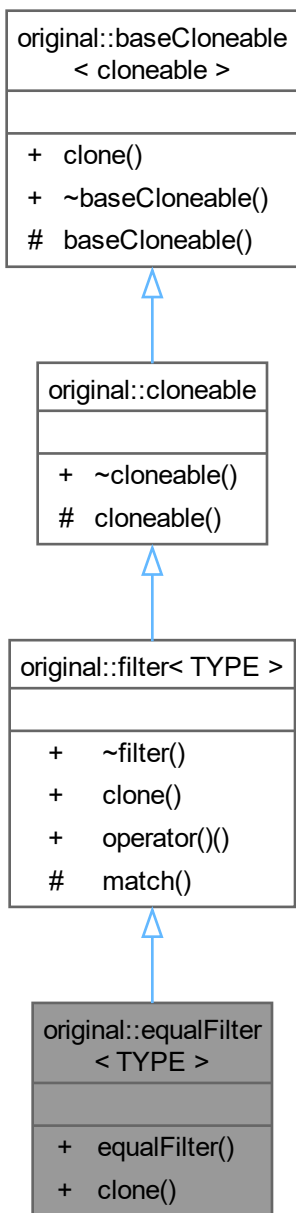 original::baseCloneable
< cloneable >
+ clone()
+ ~baseCloneable()
# baseCloneable()
original::cloneable
+ ~cloneable()
# cloneable()
original::filter< TYPE >
+ ~filter()
+ clone()
+ operator()()
# match()
original::equalFilter
< TYPE >
+ equalFilter()
+ clone()